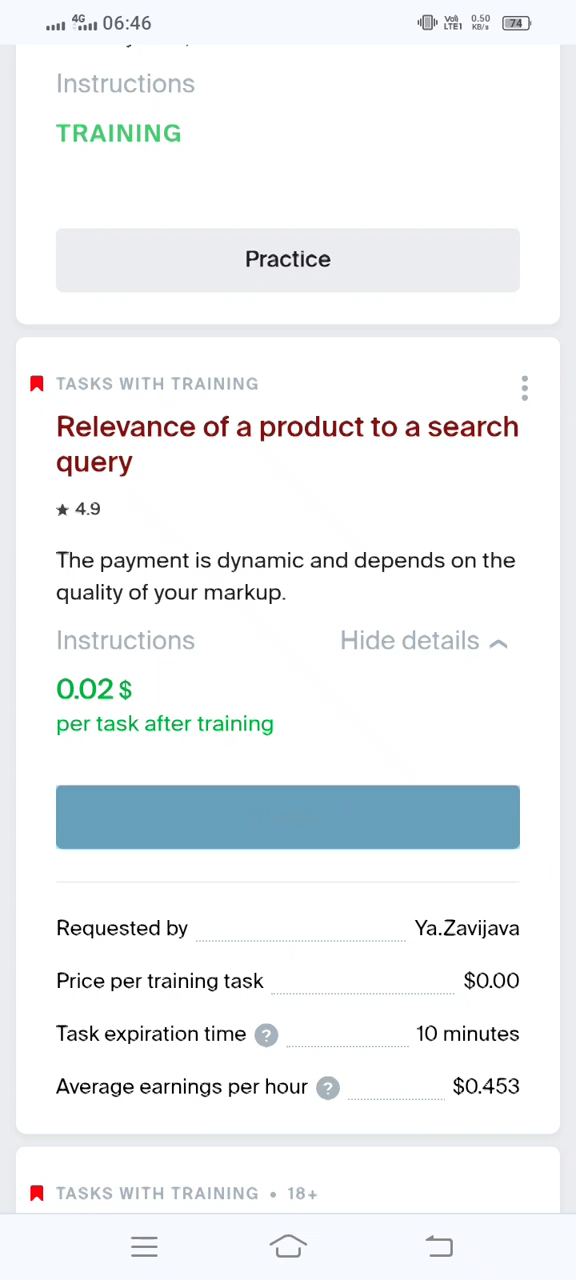 4G 06:46 Voû LTE1 0.50 KB/s 74
Instructions
TRAINING
Practice
TASKS WITH TRAINING
Relevance of a product to a search
query
★ 4.9
The payment is dynamic and depends on the
quality of your markup.
Instructions Hide details
0.02 $
per task after training
Requested by Ya.Zavijava
Price per training task $0.00
Task expiration time ? 10 minutes
Average earnings per hour ? $0.453
TASKS WITH TRAINING • 18+